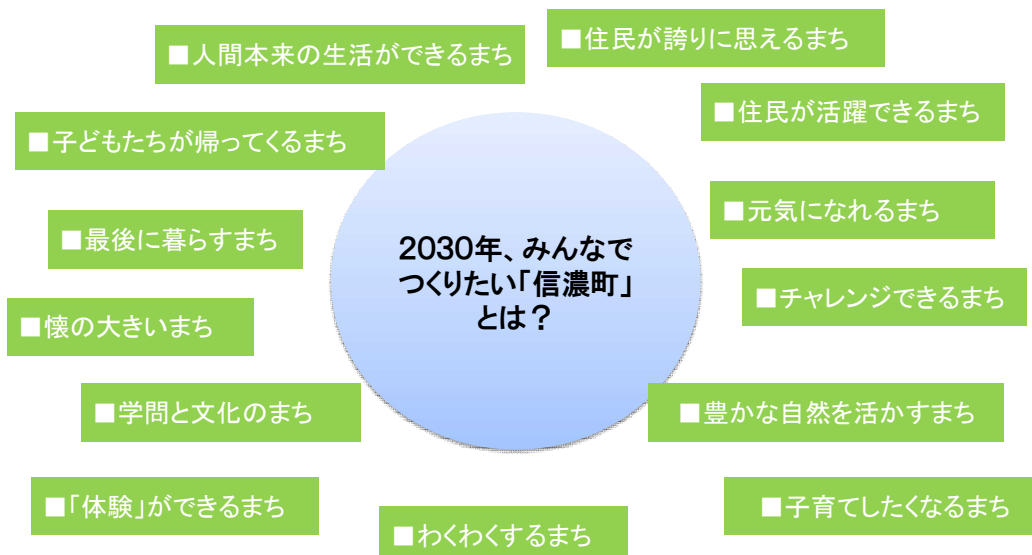 ■人間本来の生活ができるまち
■住民が誇りに思えるまち
■子どもたちが帰ってくるまち
■住民が活躍できるまち
■最後に暮らすまち
■元気になれるまち
2030年、みんなで
つくりたい「信濃町」
とは？
■懐の大きいまち
■チャレンジできるまち
■学問と文化のまち
■豊かな自然を活かすまち
■「体験」ができるまち
■わくわくするまち
■子育てしたくなるまち